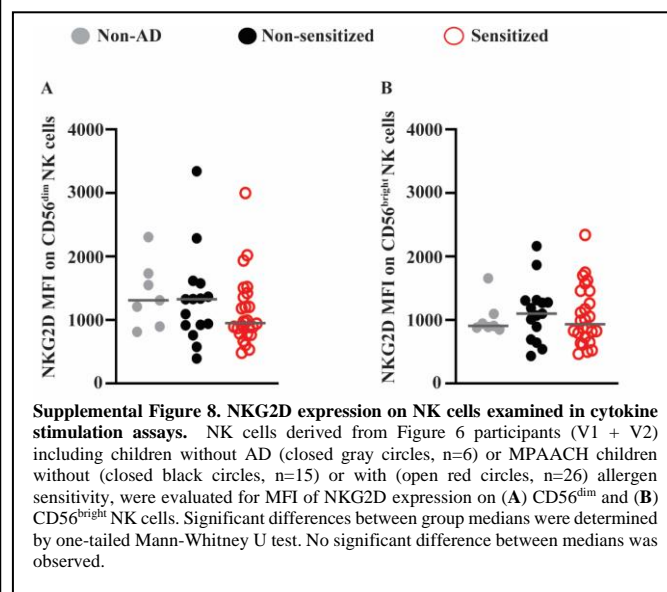 Non-AD Non-sensitized Sensitized
A B
NKG2D MFI on CD56dim NK cells
4000
3000
2000
1000
0
NKG2D MFI on CD56bright NK cells
4000
3000
2000
1000
0
Supplemental Figure 8. NKG2D expression on NK cells examined in cytokine
stimulation assays. NK cells derived from Figure 6 participants (V1 + V2)
including children without AD (closed gray circles, n=6) or MPAACH children
without (closed black circles, n=15) or with (open red circles, n=26) allergen
sensitivity, were evaluated for MFI of NKG2D expression on (A) CD56dim and (B)
CD56bright NK cells. Significant differences between group medians were determined
by one-tailed Mann-Whitney U test. No significant difference between medians was
observed.